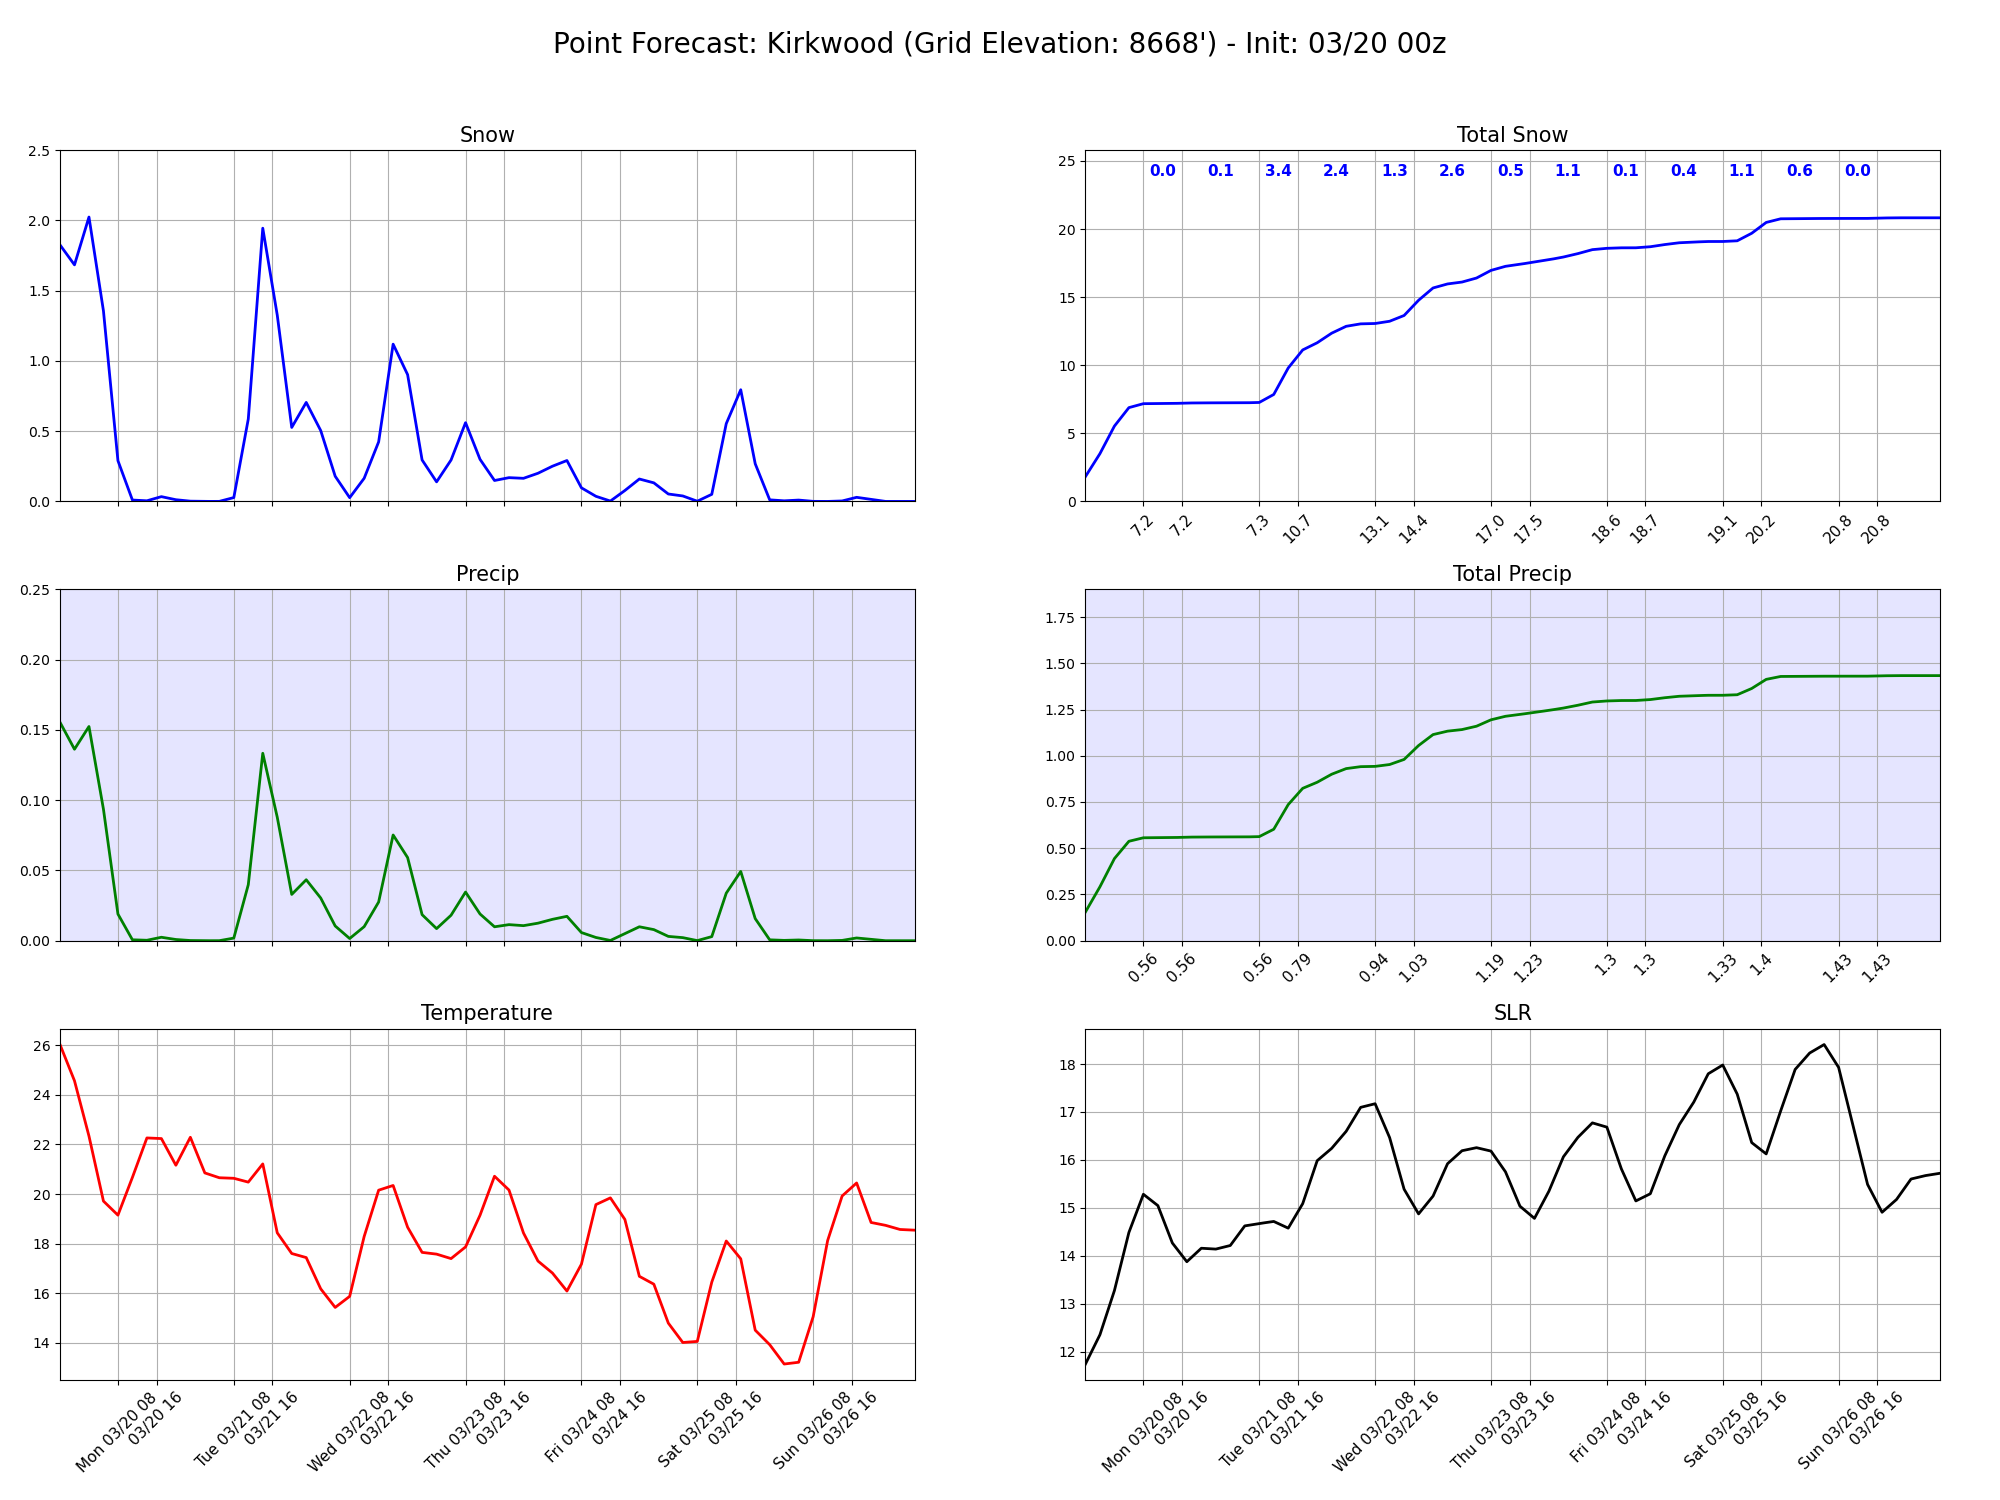 Point Forecast: Kirkwood (Grid Elevation: 8668') - Init: 03/20 00z
Snow
2.5
2.0
1.5
1.0
0.5
0.0
Total Snow
25
20
15
10
5
0
0.0 0.1 3.4 2.4 1.3 2.6 0.5 1.1 0.1 0.4 1.1 0.6 0.0
7.2 7.2 7.3 10.7 13.1 14.4 17.0 17.5 18.6 18.7 19.1 20.2 20.8 20.8
Precip
0.25
0.20
0.15
0.10
0.05
0.00
Total Precip
1.75
1.50
1.25
1.00
0.75
0.50
0.25
0.00
0.56 0.56 0.56 0.79 0.94 1.03 1.19 1.23 1.3 1.3 1.33 1.4 1.43 1.43
Temperature
26
24
22
20
18
16
14
Mon 03/20 08
03/20 16
Tue 03/21 08
03/21 16
Wed 03/22 08
03/22 16
Thu 03/23 08
03/23 16
Fri 03/24 08
03/24 16
Sat 03/25 08
03/25 16
Sun 03/26 08
03/26 16
SLR
18
17
16
15
14
13
12
Mon 03/20 08
03/20 16
Tue 03/21 08
03/21 16
Wed 03/22 08
03/22 16
Thu 03/23 08
03/23 16
Fri 03/24 08
03/24 16
Sat 03/25 08
03/25 16
Sun 03/26 08
03/26 16